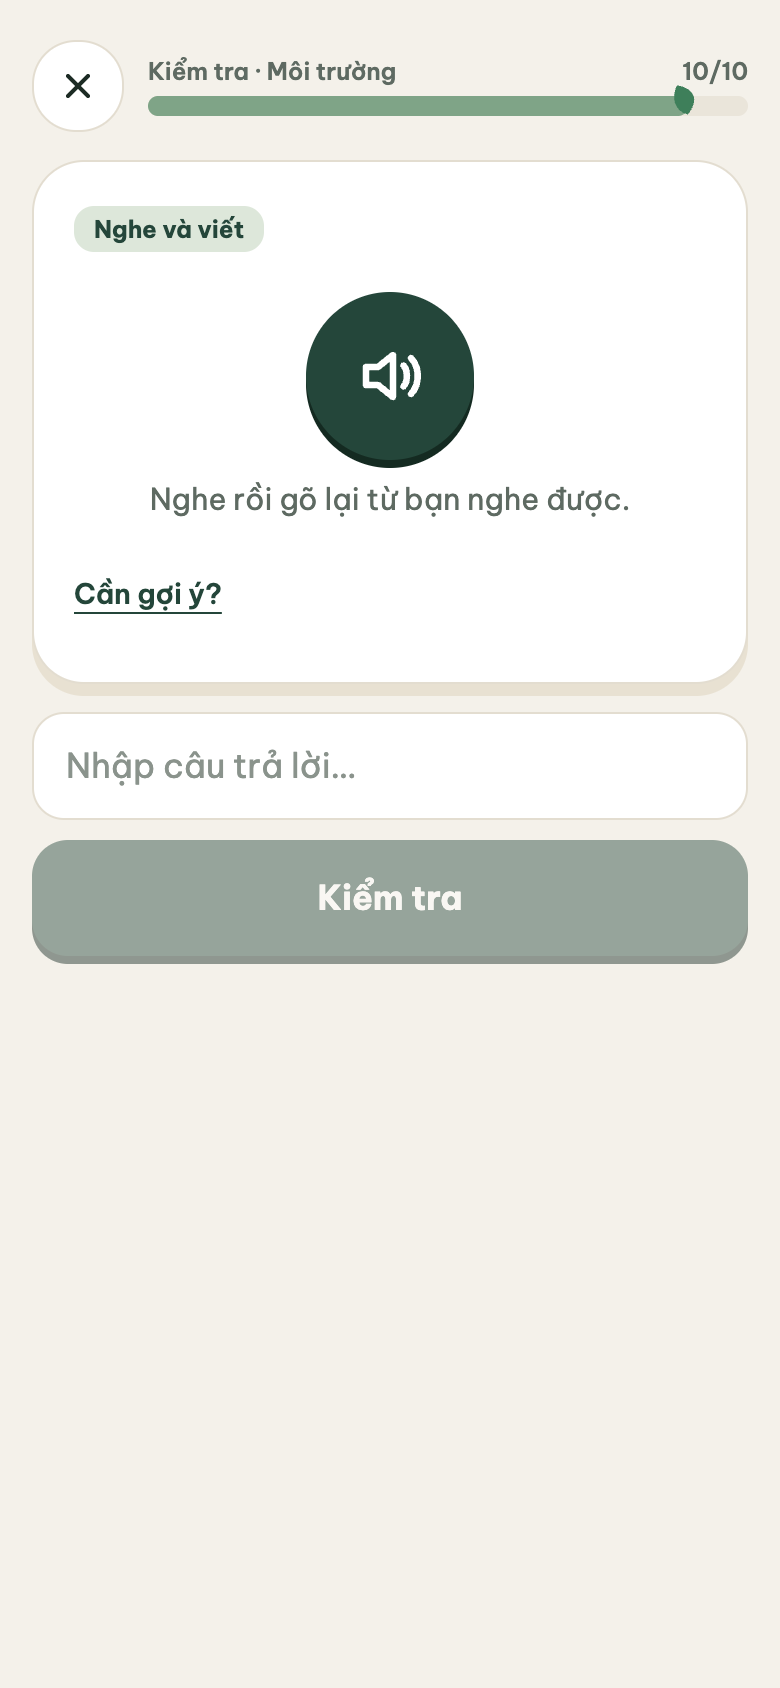 Kiểm tra · Môi trường
10/10
Nghe và viết
Nghe rồi gõ lại từ bạn nghe được.
Cần gợi ý?
Nhập câu trả lời...
Kiểm tra